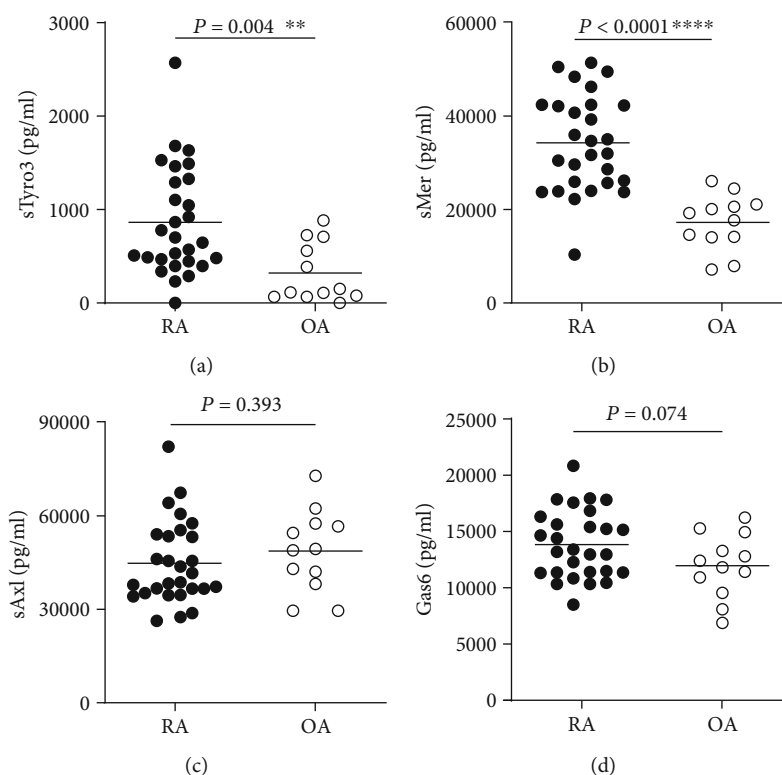 P = 0.004 **
3000
2000
1000
0
sTyro3 (pg/ml)
RA OA
(a)
P < 0.0001****
60000
40000
20000
0
sMer (pg/ml)
RA OA
(b)
P = 0.393
90000
60000
30000
0
sAxl (pg/ml)
RA OA
(c)
P = 0.074
25000
20000
15000
10000
5000
0
Gas6 (pg/ml)
RA OA
(d)